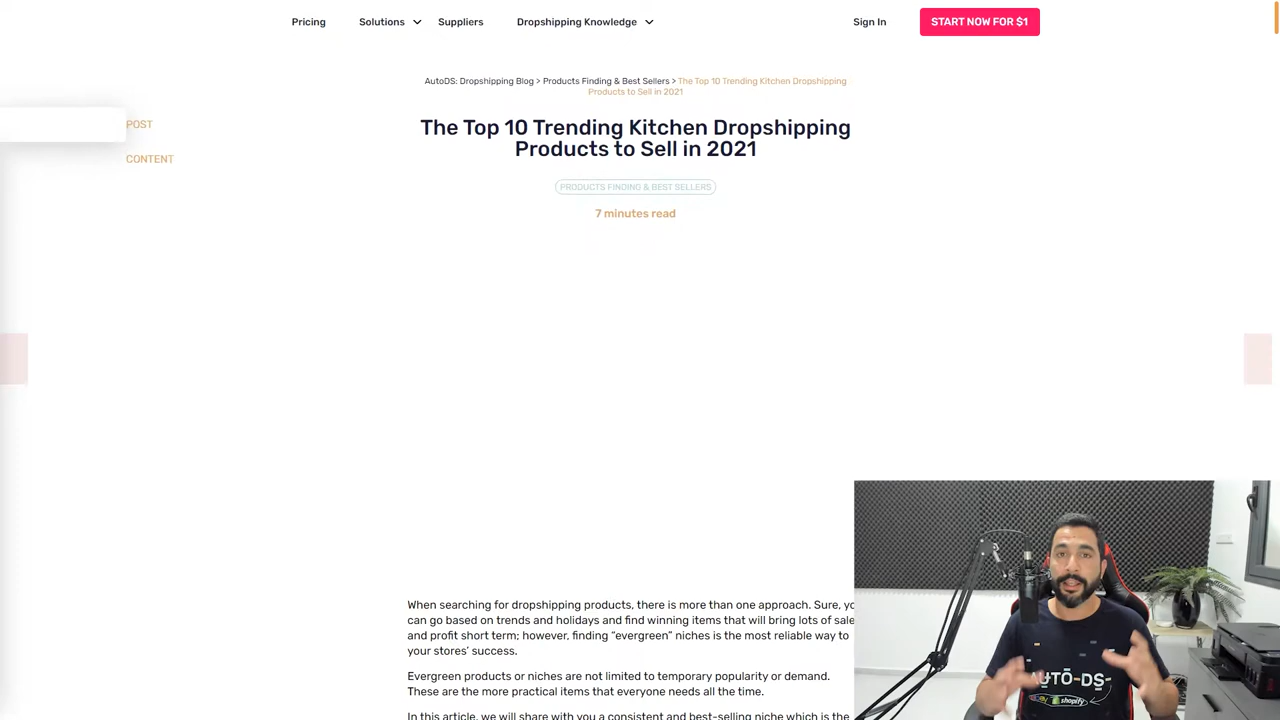 Pricing
Solutions
Suppliers
Dropshipping Knowledge
Sign In
START NOW FOR $1
AutoDS: Dropshipping Blog > Products Finding & Best Sellers > The Top 10 Trending Kitchen Dropshipping
Products to Sell in 2021
POST
CONTENT
The Top 10 Trending Kitchen Dropshipping
Products to Sell in 2021
PRODUCTS FINDING & BEST SELLERS
7 minutes read
When searching for dropshipping products, there is more than one approach. Sure, yo
can go based on trends and holidays and find winning items that will bring lots of sale
and profit short term; however, finding “evergreen” niches is the most reliable way to
your stores’ success.
Evergreen products or niches are not limited to temporary popularity or demand.
These are the more practical items that everyone needs all the time.
In this article, we will share with you a consistent and best-selling niche which is the
AUTO-DS
shopify